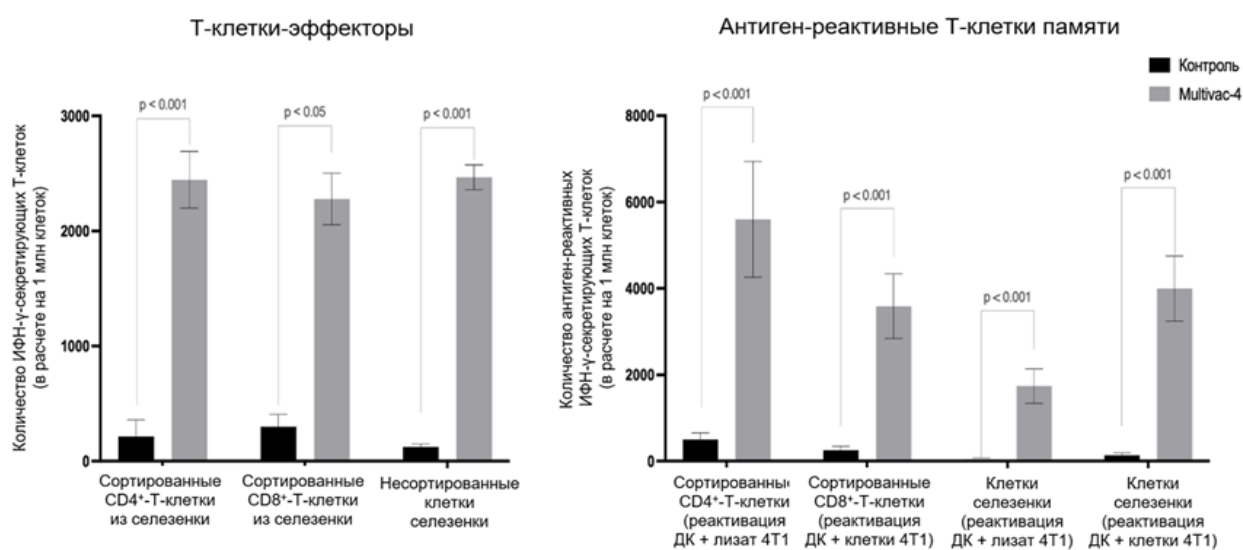 Т-клетки-эффекторы
Количество ИФН-γ-секретирующих Т-клеток
(в расчете на 1 млн клеток)
3000
2000
1000
0
p < 0.001
p < 0.05
p < 0.001
Сортированные
CD4⁺-Т-клетки
из селезенки
Сортированные
CD8⁺-Т-клетки
из селезенки
Несортированные
клетки
селезенки
Антиген-реактивные Т-клетки памяти
Контроль
Multivac-4
Количество антиген-реактивных
ИФН-γ-секретирующих Т-клеток
(в расчете на 1 млн клеток)
8000
6000
4000
2000
0
p < 0.001
p < 0.001
p < 0.001
p < 0.001
Сортированны
CD4⁺-Т-клетки
(реактивация
ДК + лизат 4Т1
Сортированные
CD8⁺-Т-клетки
(реактивация
ДК + клетки 4Т1)
Клетки
селезенки
(реактивация
ДК + лизат 4Т1)
Клетки
селезенки
(реактивация
ДК + клетки 4Т1)